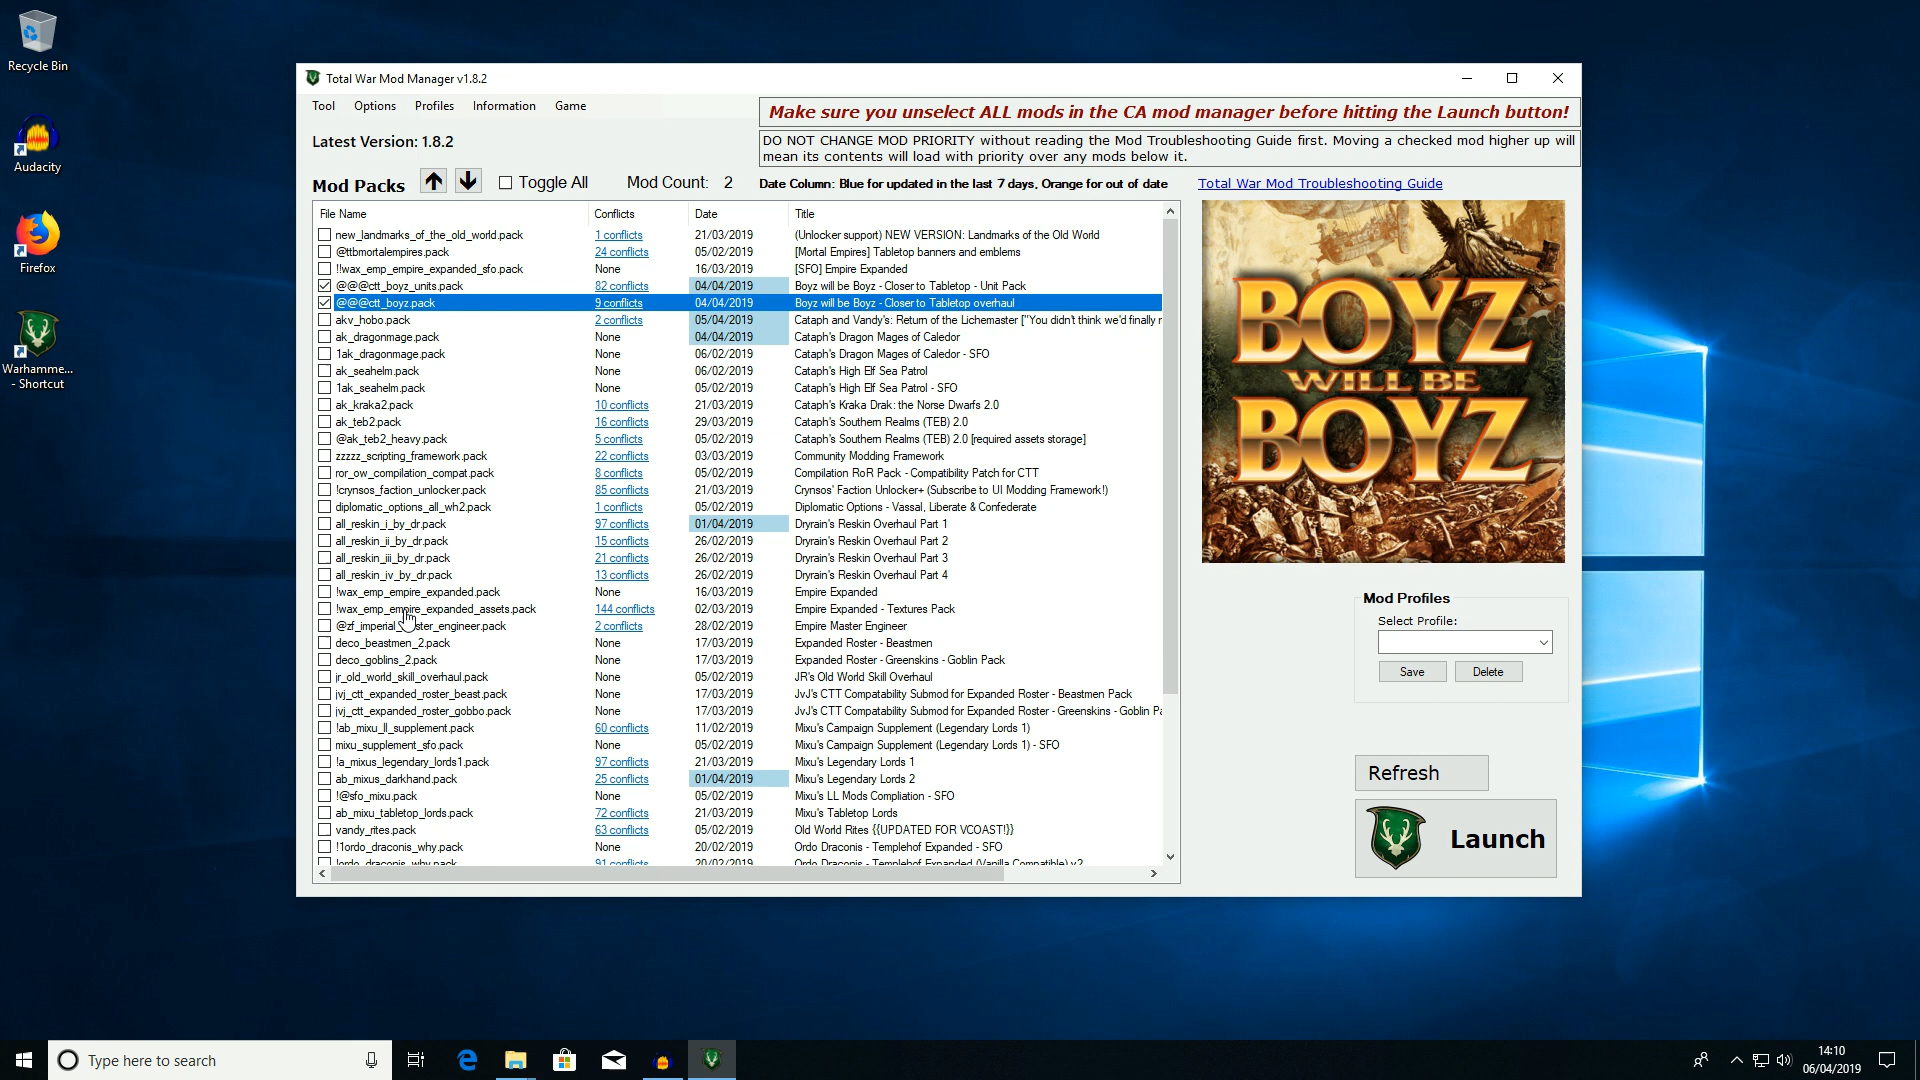 Recycle Bin
Audacity
Firefox
Warhamme...
- Shortcut
Total War Mod Manager v1.8.2
Tool Options Profiles Information Game
Make sure you unselect ALL mods in the CA mod manager before hitting the Launch button!
Latest Version: 1.8.2
DO NOT CHANGE MOD PRIORITY without reading the Mod Troubleshooting Guide first. Moving a checked mod higher up will
mean its contents will load with priority over any mods below it.
Mod Packs Toggle All Mod Count: 2 Date Column: Blue for updated in the last 7 days, Orange for out of date Total War Mod Troubleshooting Guide
File Name Conflicts Date Title
new_landmarks_of_the_old_world.pack 1 conflicts 21/03/2019 (Unlocker support) NEW VERSION: Landmarks of the Old World
@ttbmortalempires.pack 24 conflicts 05/02/2019 [Mortal Empires] Tabletop banners and emblems
!!wax_emp_empire_expanded_sfo.pack None 16/03/2019 [SFO] Empire Expanded
@@@ctt_boyz_units.pack 82 conflicts 04/04/2019 Boyz will be Boyz - Closer to Tabletop - Unit Pack
@@@ctt_boyz.pack 9 conflicts 04/04/2019 Boyz will be Boyz - Closer to Tabletop overhaul
akv_hobo.pack 2 conflicts 05/04/2019 Cataph and Vandy's: Return of the Lichemaster ["You didn't think we'd finally r
ak_dragonmage.pack None 04/04/2019 Cataph's Dragon Mages of Caledor
1ak_dragonmage.pack None 06/02/2019 Cataph's Dragon Mages of Caledor - SFO
ak_seahelm.pack None 06/02/2019 Cataph's High Elf Sea Patrol
1ak_seahelm.pack None 05/02/2019 Cataph's High Elf Sea Patrol - SFO
ak_kraka2.pack 10 conflicts 21/03/2019 Cataph's Kraka Drak: the Norse Dwarfs 2.0
ak_teb2.pack 16 conflicts 29/03/2019 Cataph's Southern Realms (TEB) 2.0
@ak_teb2_heavy.pack 5 conflicts 05/02/2019 Cataph's Southern Realms (TEB) 2.0 [required assets storage]
zzzzz_scripting_framework.pack 22 conflicts 03/03/2019 Community Modding Framework
ror_ow_compilation_compat.pack 8 conflicts 05/02/2019 Compilation RoR Pack - Compatibility Patch for CTT
!crynsos_faction_unlocker.pack 85 conflicts 21/03/2019 Crynsos' Faction Unlocker+ (Subscribe to UI Modding Framework!)
diplomatic_options_all_wh2.pack 1 conflicts 05/02/2019 Diplomatic Options - Vassal, Liberate & Confederate
all_reskin_i_by_dr.pack 97 conflicts 01/04/2019 Dryrain's Reskin Overhaul Part 1
all_reskin_ii_by_dr.pack 15 conflicts 26/02/2019 Dryrain's Reskin Overhaul Part 2
all_reskin_iii_by_dr.pack 21 conflicts 26/02/2019 Dryrain's Reskin Overhaul Part 3
all_reskin_iv_by_dr.pack 13 conflicts 26/02/2019 Dryrain's Reskin Overhaul Part 4
!wax_emp_empire_expanded.pack None 16/03/2019 Empire Expanded
!wax_emp_empire_expanded_assets.pack 144 conflicts 02/03/2019 Empire Expanded - Textures Pack
@zf_imperial ster_engineer.pack 2 conflicts 28/02/2019 Empire Master Engineer
deco_beastmen_2.pack None 17/03/2019 Expanded Roster - Beastmen
deco_goblins_2.pack None 17/03/2019 Expanded Roster - Greenskins - Goblin Pack
jr_old_world_skill_overhaul.pack None 05/02/2019 JR's Old World Skill Overhaul
jvj_ctt_expanded_roster_beast.pack None 17/03/2019 JvJ's CTT Compatability Submod for Expanded Roster - Beastmen Pack
jvj_ctt_expanded_roster_gobbo.pack None 17/03/2019 JvJ's CTT Compatability Submod for Expanded Roster - Greenskins - Goblin Pa
!ab_mixu_ll_supplement.pack 60 conflicts 11/02/2019 Mixu's Campaign Supplement (Legendary Lords 1)
mixu_supplement_sfo.pack None 05/02/2019 Mixu's Campaign Supplement (Legendary Lords 1) - SFO
!a_mixus_legendary_lords1.pack 97 conflicts 21/03/2019 Mixu's Legendary Lords 1
ab_mixus_darkhand.pack 25 conflicts 01/04/2019 Mixu's Legendary Lords 2
!@sfo_mixu.pack None 05/02/2019 Mixu's LL Mods Compliation - SFO
ab_mixu_tabletop_lords.pack 72 conflicts 21/03/2019 Mixu's Tabletop Lords
vandy_rites.pack 63 conflicts 05/02/2019 Old World Rites {{UPDATED FOR VCOAST!}}
!1ordo_draconis_why.pack None 20/02/2019 Ordo Draconis - Templehof Expanded - SFO
!ordo_draconis_why.pack 91 conflicts 20/02/2019 Ordo Draconis - Templehof Expanded (Vanilla Compatible) v2
BOYZ
WILL BE
BOYZ
Mod Profiles
Select Profile:
Save Delete
Refresh
Launch
Type here to search
14:10
06/04/2019